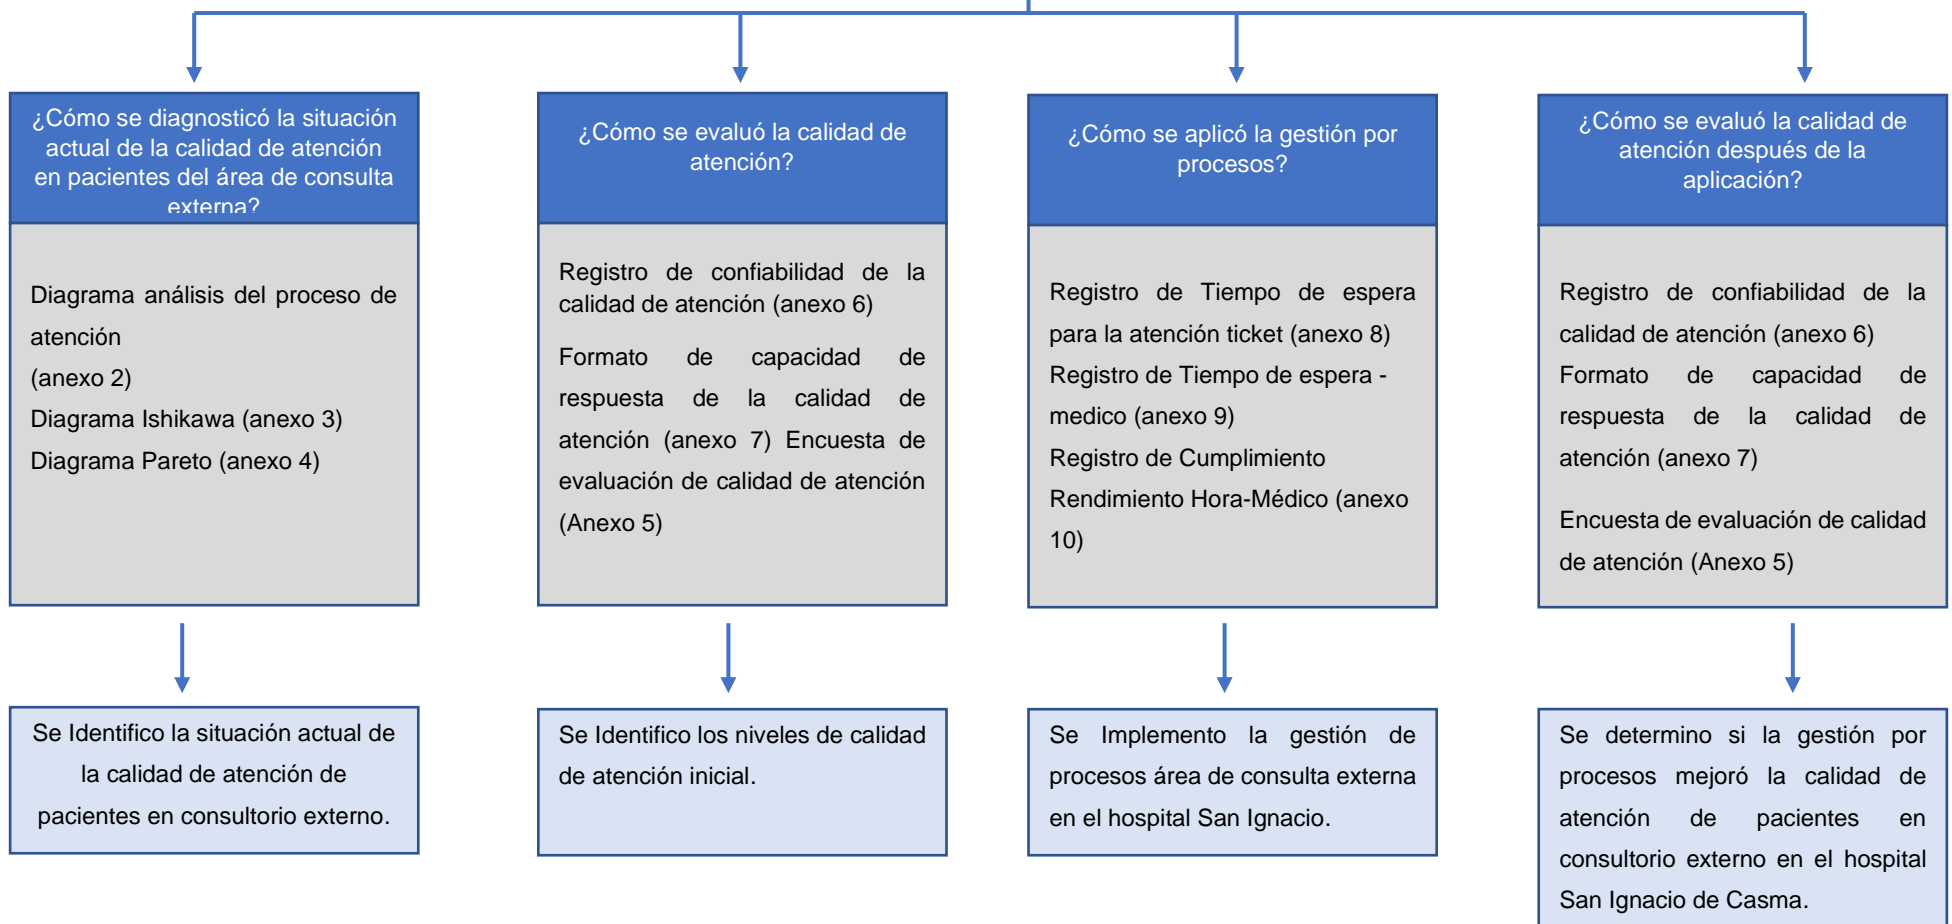 ¿Cómo se diagnosticó la situación
actual de la calidad de atención
en pacientes del área de consulta
externa?
Diagrama análisis del proceso de
atención
(anexo 2)
Diagrama Ishikawa (anexo 3)
Diagrama Pareto (anexo 4)
Se Identifico la situación actual de
la calidad de atención de
pacientes en consultorio externo.
¿Cómo se evaluó la calidad de
atención?
Registro de confiabilidad de la
calidad de atención (anexo 6)
Formato de capacidad de
respuesta de la calidad de
atención (anexo 7) Encuesta de
evaluación de calidad de atención
(Anexo 5)
Se Identifico los niveles de calidad
de atención inicial.
¿Cómo se aplicó la gestión por
procesos?
Registro de Tiempo de espera
para la atención ticket (anexo 8)
Registro de Tiempo de espera -
medico (anexo 9)
Registro de Cumplimiento
Rendimiento Hora-Médico (anexo
10)
Se Implemento la gestión de
procesos área de consulta externa
en el hospital San Ignacio.
¿Cómo se evaluó la calidad de
atención después de la
aplicación?
Registro de confiabilidad de la
calidad de atención (anexo 6)
Formato de capacidad de
respuesta de la calidad de
atención (anexo 7)
Encuesta de evaluación de calidad
de atención (Anexo 5)
Se determino si la gestión por
procesos mejoró la calidad de
atención de pacientes en
consultorio externo en el hospital
San Ignacio de Casma.